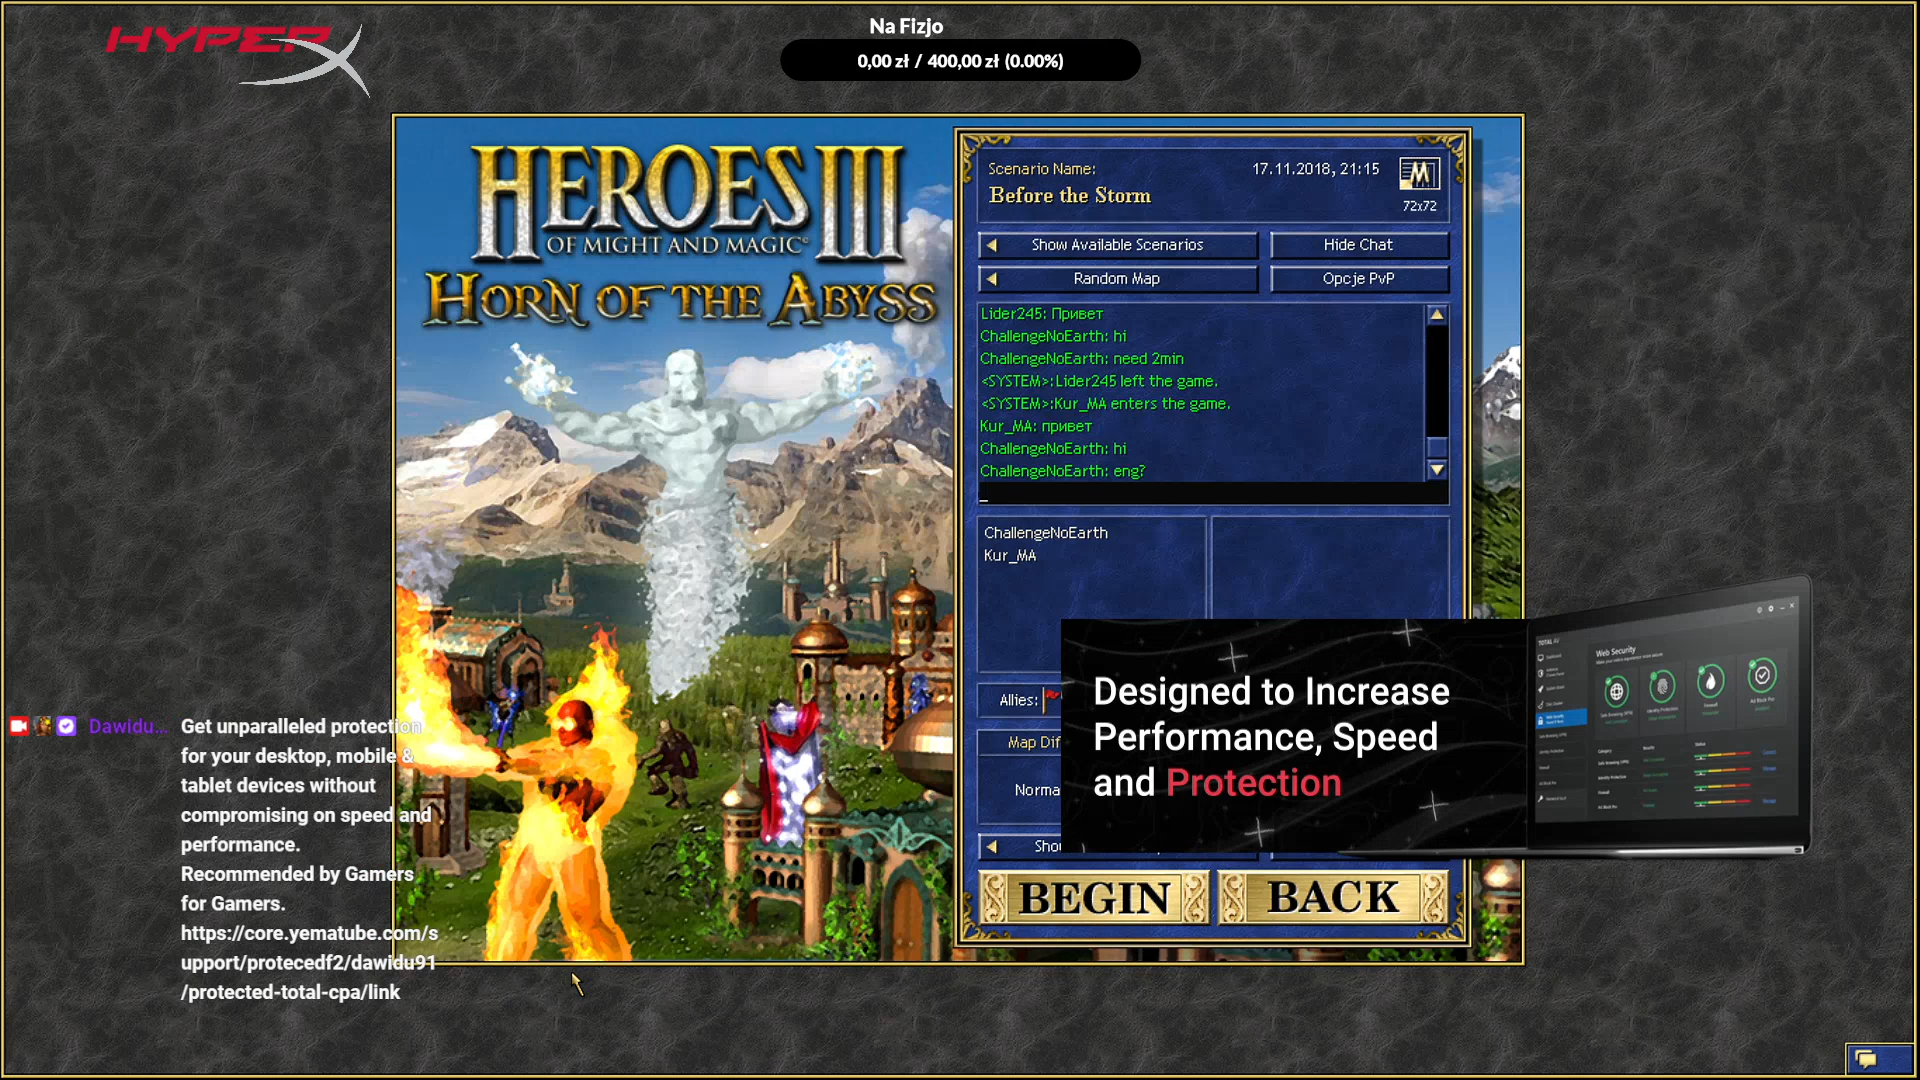 HYPERX
Na Fizjo
0,00 zł / 400,00 zł (0.00%)
HEROES III
OF MIGHT AND MAGIC
HORN OF THE ABYSS
Scenario Name:
17.11.2018, 21:15
M
Before the Storm
72x72
Show Available Scenarios
Hide Chat
Random Map
Opcje PvP
Lider245: Привет
ChallengeNoEarth: hi
ChallengeNoEarth: need 2min
<SYSTEM>:Lider245 left the game.
<SYSTEM>:Kur_MA enters the game.
Kur_MA: привет
ChallengeNoEarth: hi
ChallengeNoEarth: eng?
_
ChallengeNoEarth
Kur_MA
Allies:
Map Dif
Norma
Sho
BEGIN
BACK
Designed to Increase
Performance, Speed
and Protection
TOTAL AV
Web Security
Dawidu...
Get unparalleled protection
for your desktop, mobile &
tablet devices without
compromising on speed and
performance.
Recommended by Gamers
for Gamers.
https://core.yematube.com/s
upport/protecedf2/dawidu91
/protected-total-cpa/link